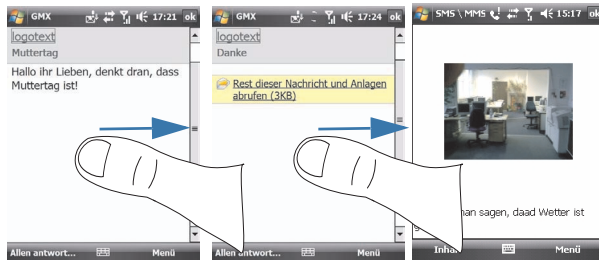 GMX 17:21 ok
logotext
Muttertag
Hallo ihr Lieben, denkt dran, dass
Muttertag ist!
Allen antwort... Menü
GMX 17:24 ok
logotext
Danke
Rest dieser Nachricht und Anlagen
abrufen (3KB)
Allen antwort... Menü
SMS \ MMS 15:17 ok
man sagen, daad Wetter ist
Menü